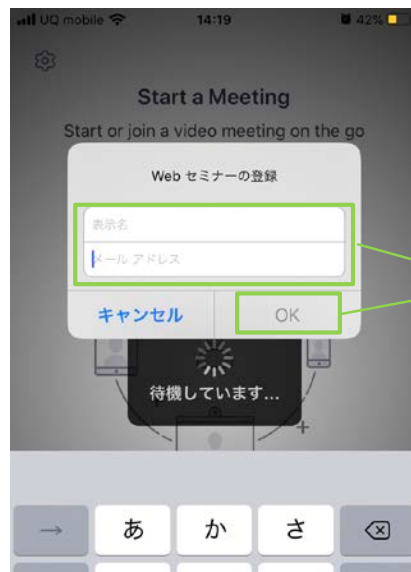 UQ mobile 14:19 42%
Start a Meeting
Start or join a video meeting on the go
Web セミナーの登録
表示名
メール アドレス
キャンセル OK
待機しています...
→ あ か さ